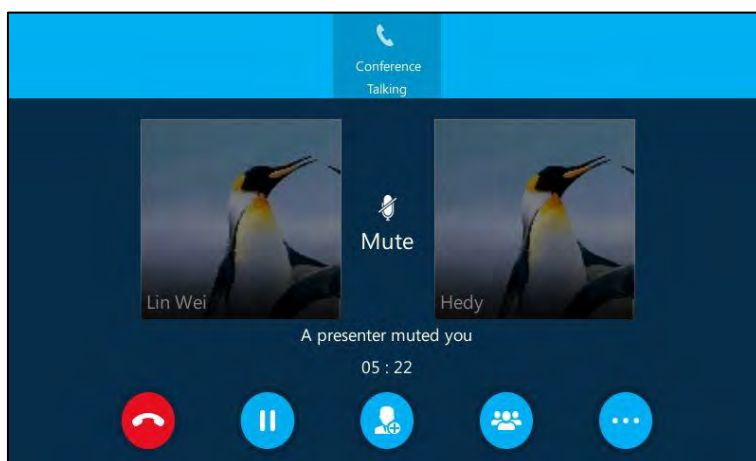 Conference
Talking
Mute
Lin Wei
Hedy
A presenter muted you
05 : 22